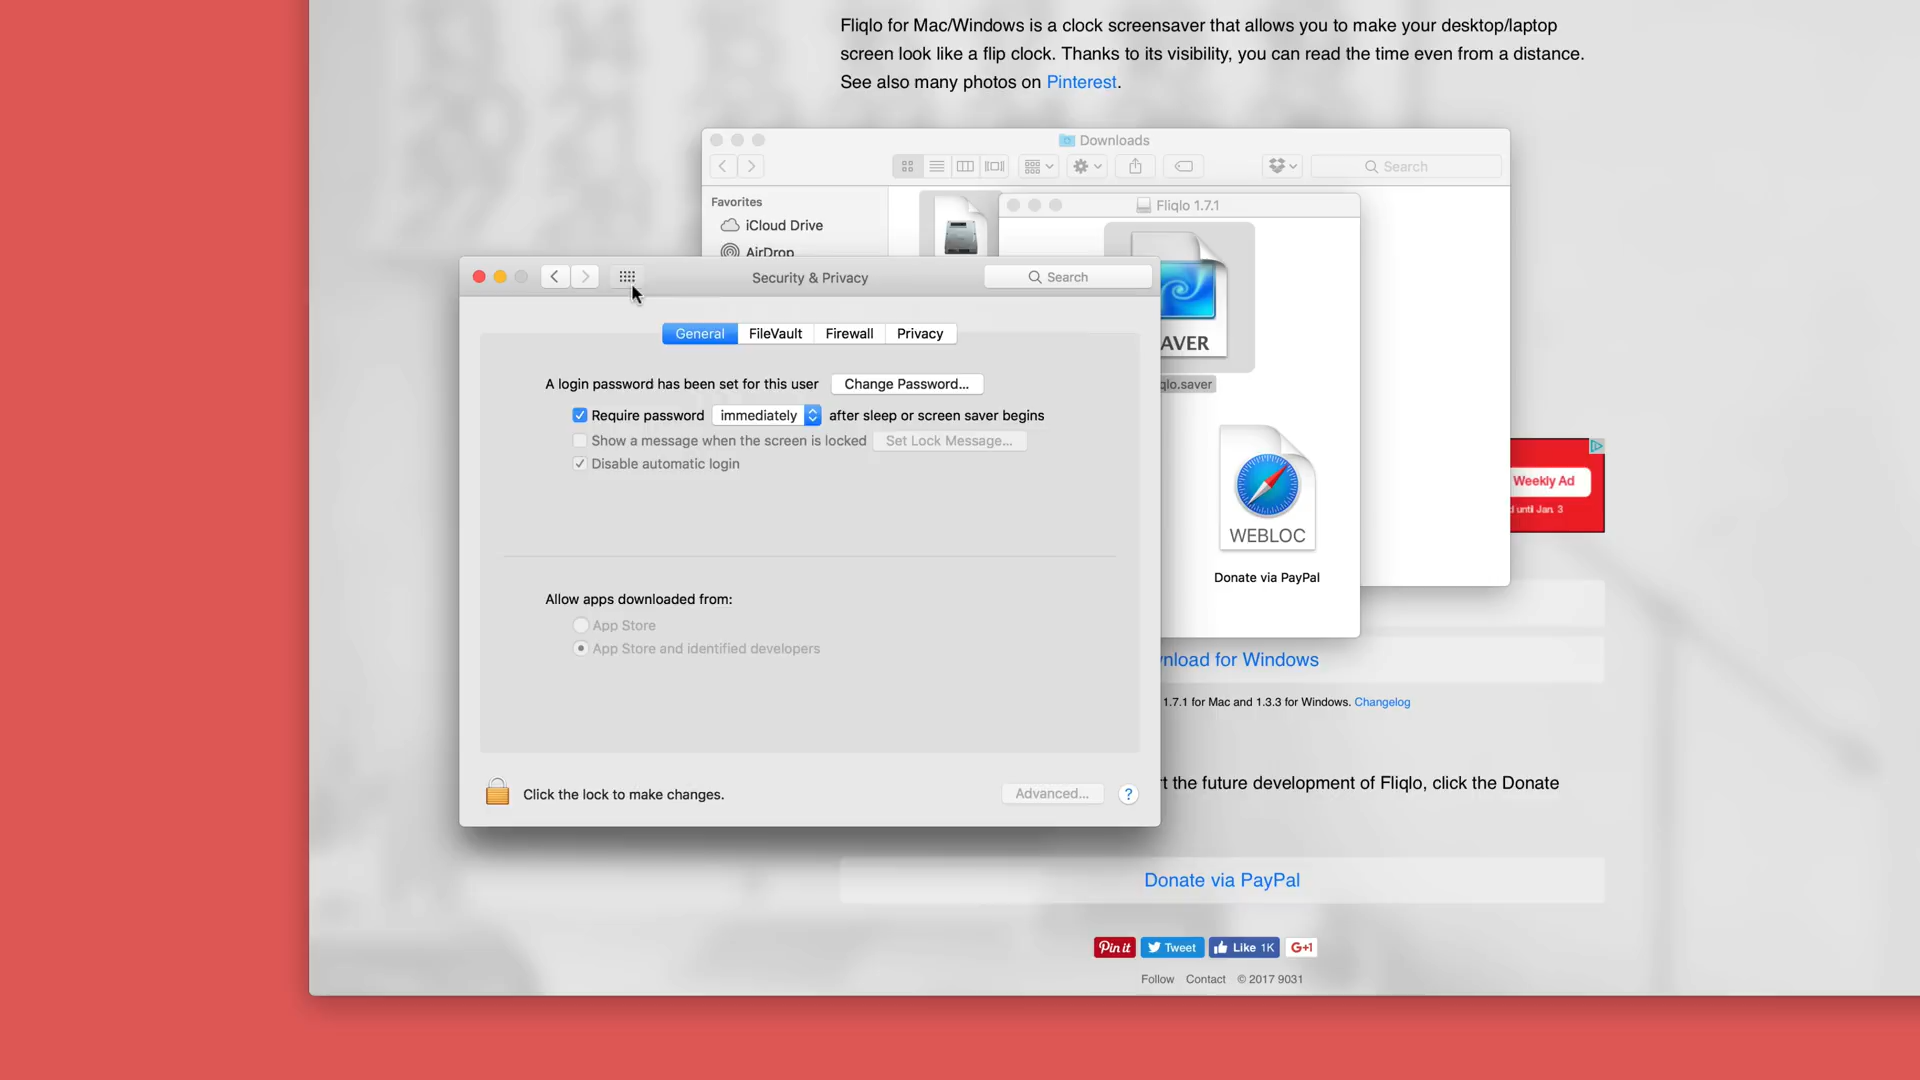 Fliqlo for Mac/Windows is a clock screensaver that allows you to make your desktop/laptop
screen look like a flip clock. Thanks to its visibility, you can read the time even from a distance.
See also many photos on Pinterest.
Downloads
Search
Favorites
iCloud Drive
AirDrop
Fliqlo 1.7.1
AVER
qlo.saver
WEBLOC
Donate via PayPal
Security & Privacy
Search
General
FileVault
Firewall
Privacy
A login password has been set for this user
Change Password...
Require password immediately after sleep or screen saver begins
Show a message when the screen is locked
Set Lock Message...
Disable automatic login
Allow apps downloaded from:
App Store
App Store and identified developers
Click the lock to make changes.
Advanced...
?
Weekly Ad
d until Jan. 3
nload for Windows
1.7.1 for Mac and 1.3.3 for Windows. Changelog
t the future development of Fliqlo, click the Donate
Donate via PayPal
Pin it
Tweet
Like 1K
G+1
Follow Contact © 2017 9031